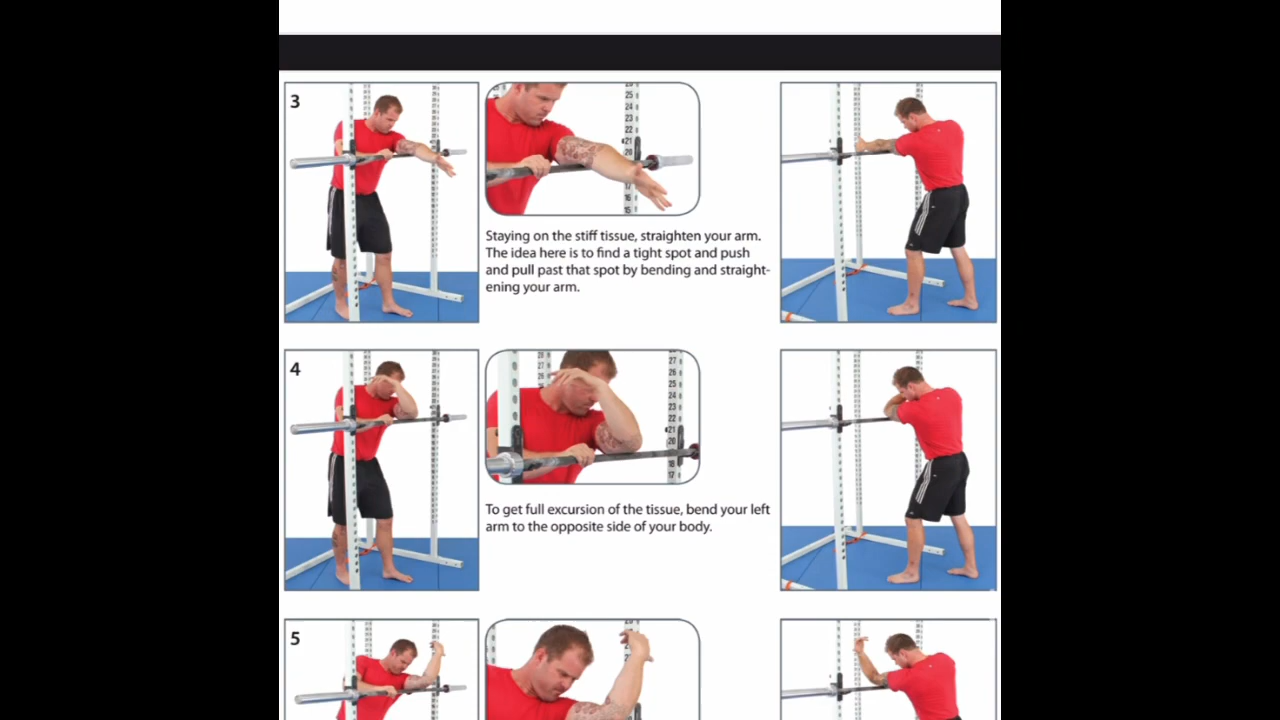 3
Staying on the stiff tissue, straighten your arm.
The idea here is to find a tight spot and push
and pull past that spot by bending and straight-
ening your arm.
4
To get full excursion of the tissue, bend your left
arm to the opposite side of your body.
5